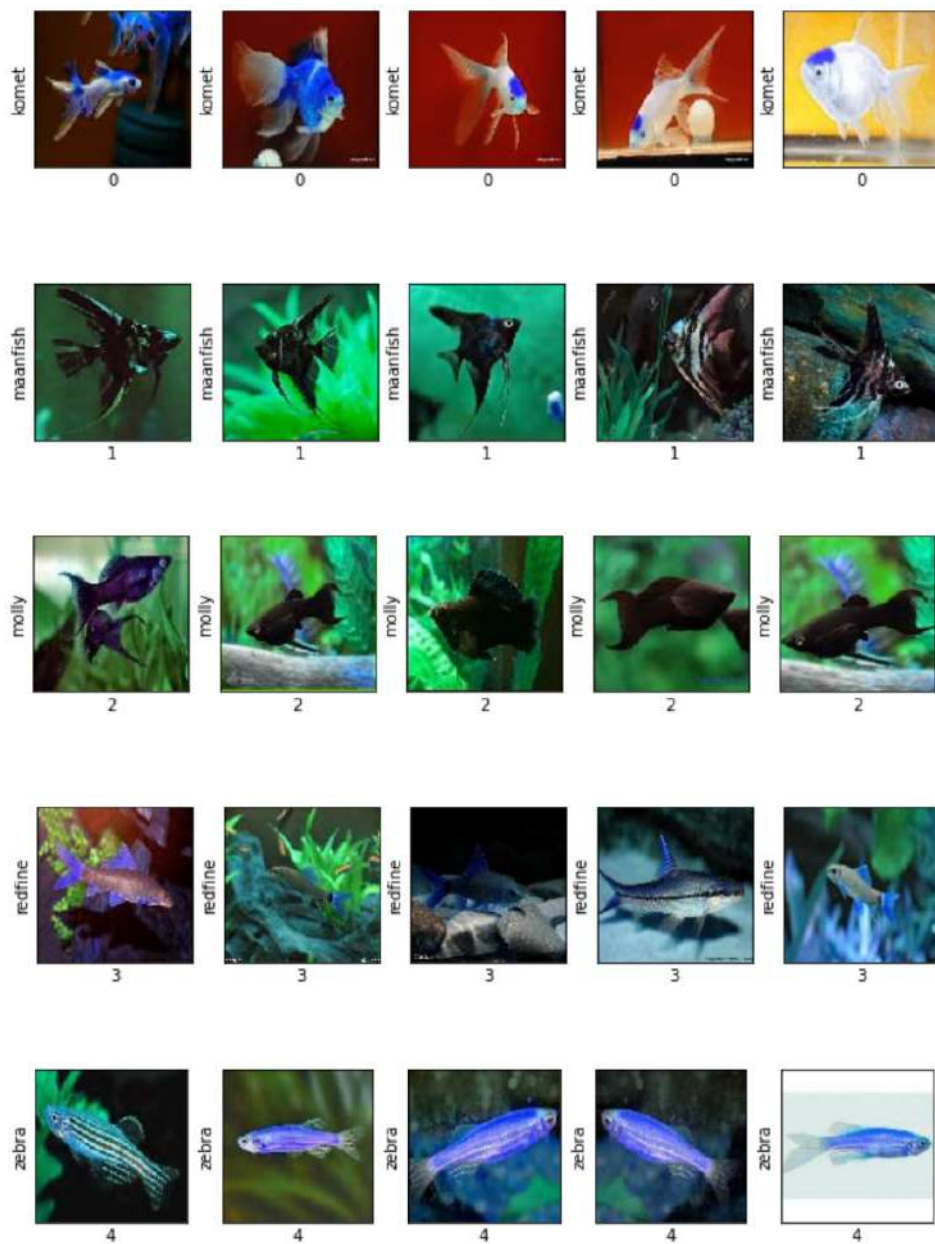 komet komet komet komet komet
0 0 0 0 0
maanfish maanfish maanfish maanfish maanfish
1 1 1 1 1
molly molly molly molly molly
2 2 2 2 2
redfine redfine redfine redfine redfine
3 3 3 3 3
zebra zebra zebra zebra zebra
4 4 4 4 4